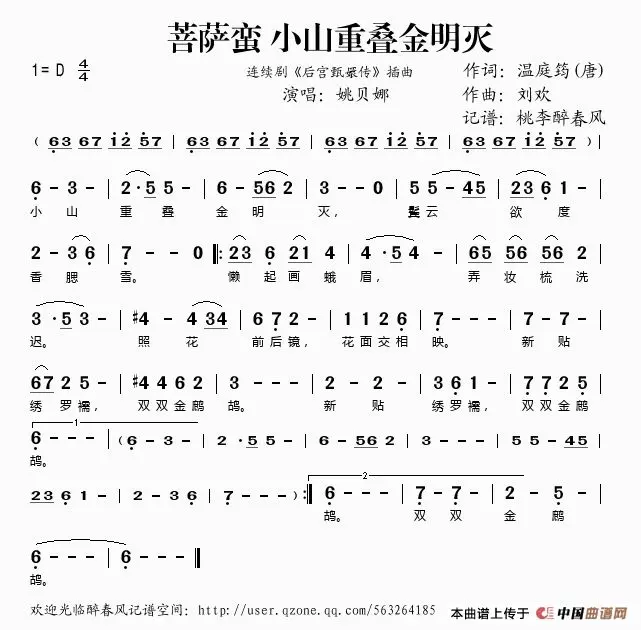 菩萨蛮 小山重叠金明灭
1= D 4/4
连续剧《后宫甄嬛传》插曲
作词：温庭筠(唐)
演唱：姚贝娜
作曲：刘欢
记谱：桃李醉春风
( 63 67 12 57 | 63 67 12 57 | 63 67 12 57 | 63 67 12 57 ) |
6 - 3 - | 2·5 5 - | 6 - 56 2 | 3 - - 0 | 5 5 - 45 | 23 6 1 - |
小 山 重 叠 金 明 灭， 鬓云 欲 度
2 - 3 6 | 7 - - 0 |: 23 6 21 4 | 4 ·5 4 - | 65 56 56 2 |
香 腮 雪。 懒 起 画 蛾 眉， 弄 妆 梳 洗
3 ·5 3 - | #4 - 4 34 | 6 7 2 - | 1 1 2 6 | 7 - - - | 5 - 5 - |
迟。 照 花 前后镜， 花面交相 映。 新 贴
67 2 5 - | #4 4 6 2 | 3 - - - | 2 - 2 - | 3 6 1 - | 7 7 2 5 |
绣 罗 襦， 双双金鹧 鸪。 新 贴 绣罗襦， 双双金鹧
1
6 - - - | (6 - 3 - | 2 ·5 5 - | 6 - 56 2 | 3 - - - | 5 5 - 45 |
鸪。
23 6 1 - | 2 - 3 6 | 7 - - - ) :| 6 - - - | 7 - 7 - | 2 - 5 - |
2
鸪。 双 双 金 鹧
6 - - - | 6 - - - ‖
鸪。
欢迎光临醉春风记谱空间：http://user.qzone.qq.com/563264185
本曲谱上传于 中国曲谱网